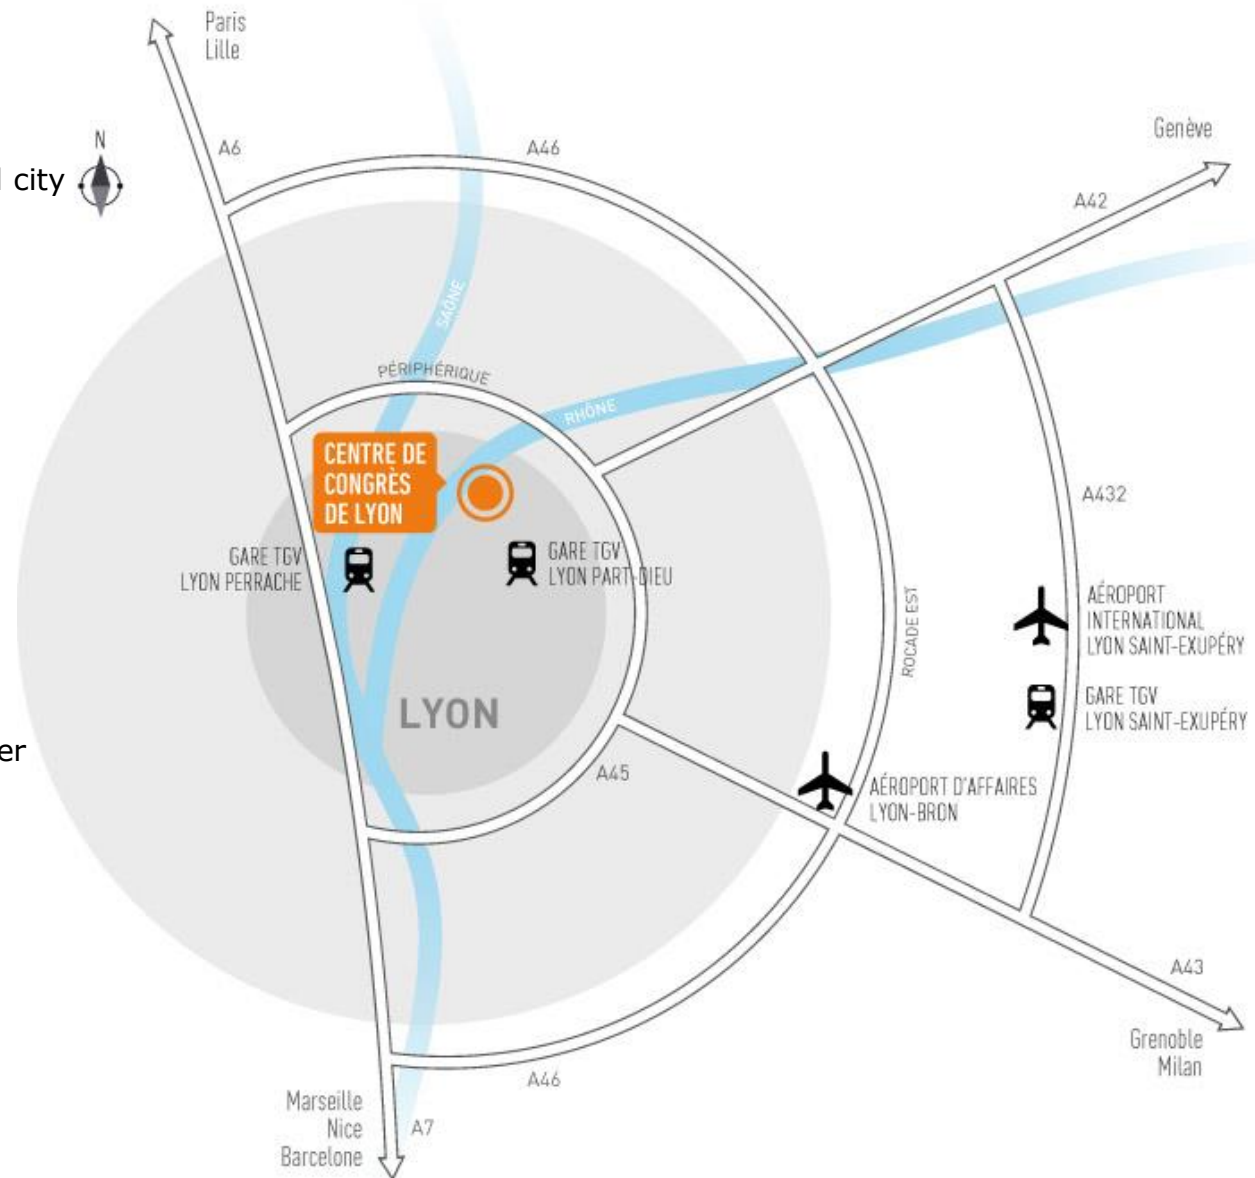 Paris
Lille
N
A6
A46
Genève
l city
A42
SAÔNE
PÉRIPHÉRIQUE
RHÔNE
CENTRE DE
CONGRÈS
DE LYON
A432
GARE TGV
LYON PERRACHE
GARE TGV
LYON PART-DIEU
ROCADE EST
AÉROPORT
INTERNATIONAL
LYON SAINT-EXUPÉRY
GARE TGV
LYON SAINT-EXUPÉRY
LYON
er
A45
AÉROPORT D'AFFAIRES
LYON-BRON
A43
Grenoble
Milan
A46
Marseille
Nice
Barcelone
A7